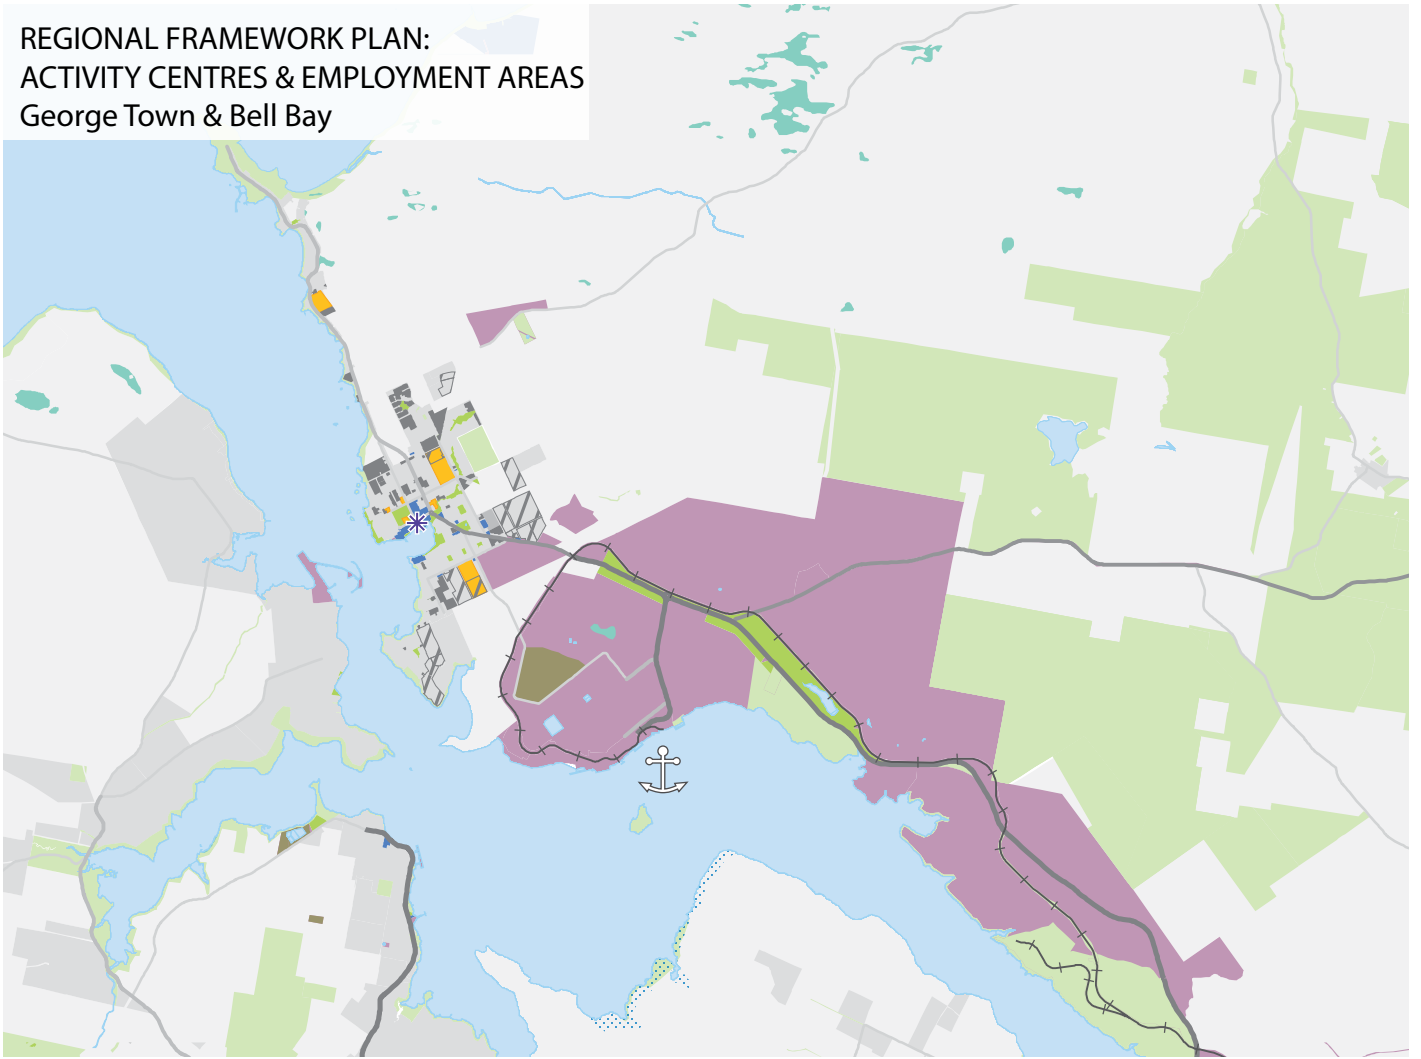 REGIONAL FRAMEWORK PLAN:
ACTIVITY CENTRES & EMPLOYMENT AREAS
George Town & Bell Bay